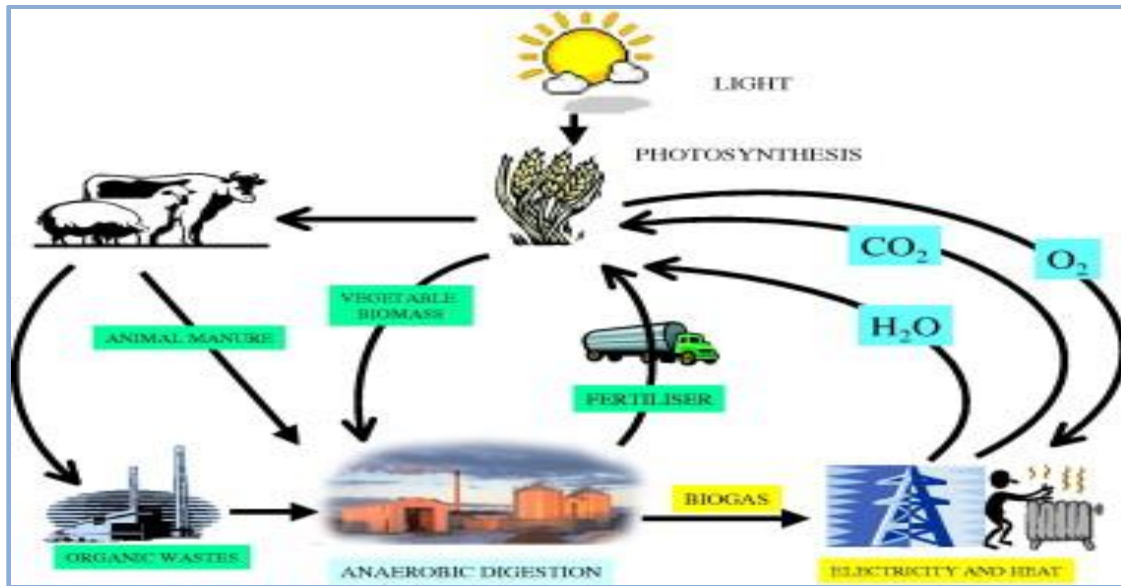 LIGHT
PHOTOSYNTHESIS
CO₂
O₂
H₂O
VEGETABLE
BIOMASS
ANIMAL MANURE
FERTILISER
BIOGAS
ORGANIC WASTES
ANAEROBIC DIGESTION
ELECTRICITY AND HEAT